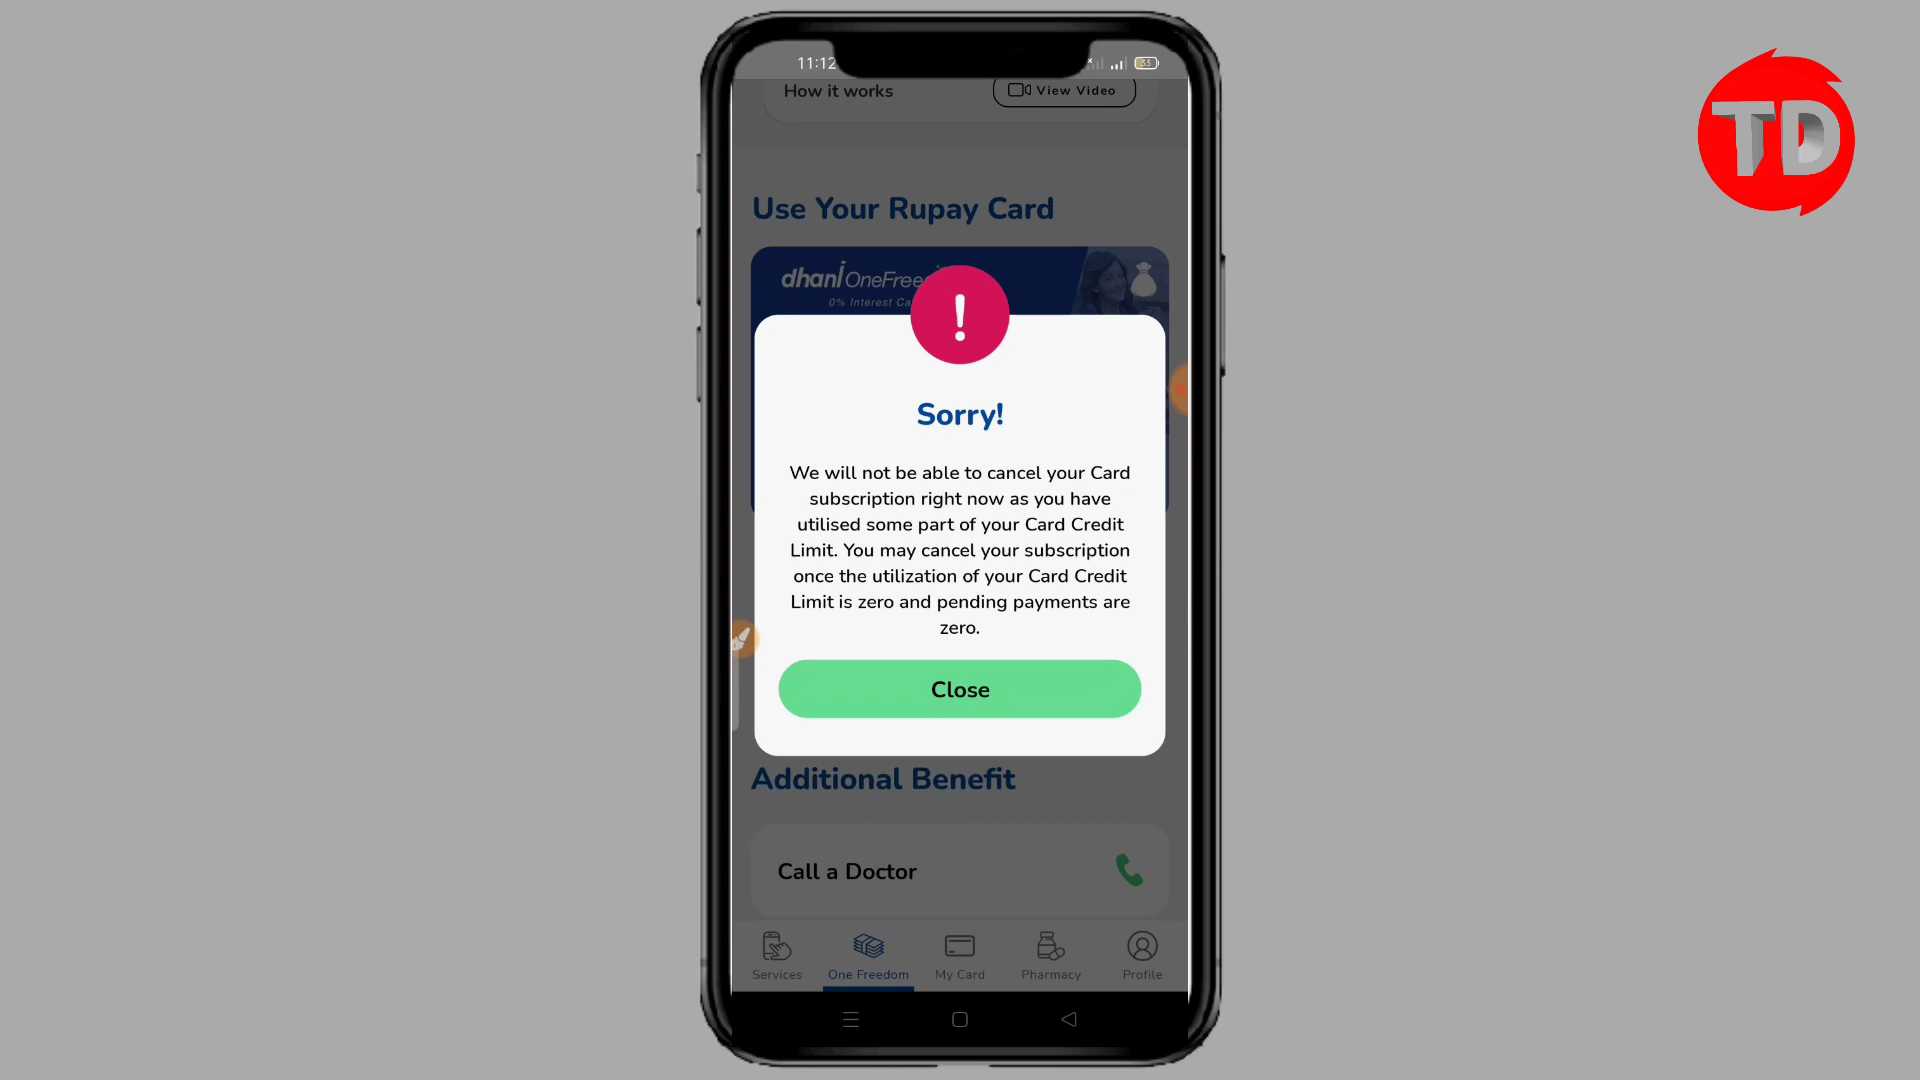 TD
11:12
33
How it works
View Video
Use Your Rupay Card
dhani OneFree
0% Interest Ca
!
Sorry!
We will not be able to cancel your Card
subscription right now as you have
utilised some part of your Card Credit
Limit. You may cancel your subscription
once the utilization of your Card Credit
Limit is zero and pending payments are
zero.
Close
Additional Benefit
Call a Doctor
Services
One Freedom
My Card
Pharmacy
Profile